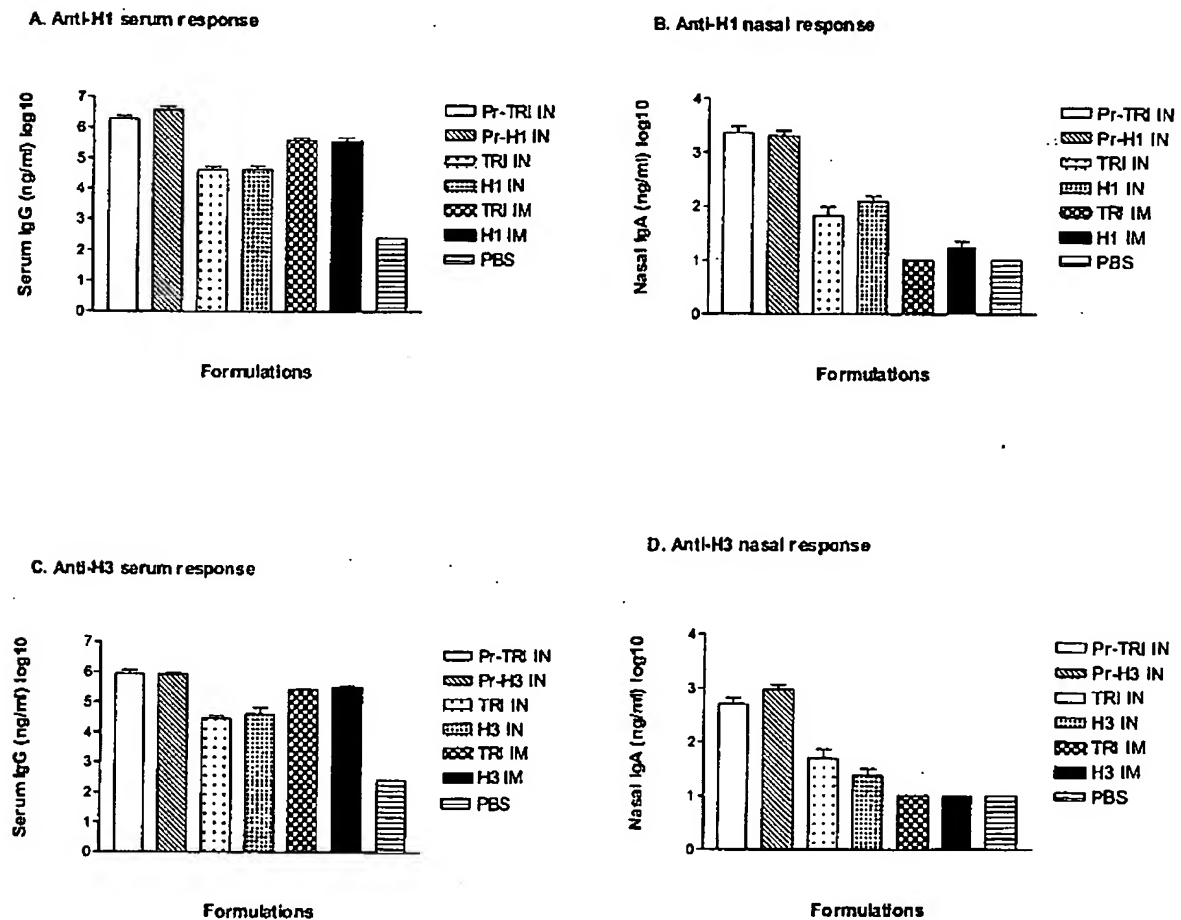 A. Anti-H1 serum response
Serum IgG (ng/ml) log10
7
6
5
4
3
2
1
0
Formulations
Pr-TRI IN
Pr-H1 IN
TRI IN
H1 IN
TRI IM
H1 IM
PBS
B. Anti-H1 nasal response
Nasal IgA (ng/ml) log10
4
3
2
1
0
Formulations
Pr-TRI IN
Pr-H1 IN
TRI IN
H1 IN
TRI IM
H1 IM
PBS
C. Anti-H3 serum response
Serum IgG (ng/ml) log10
7
6
5
4
3
2
1
0
Formulations
Pr-TRI IN
Pr-H3 IN
TRI IN
H3 IN
TRI IM
H3 IM
PBS
D. Anti-H3 nasal response
Nasal IgA (ng/ml) log10
4
3
2
1
0
Formulations
Pr-TRI IN
Pr-H3 IN
TRI IN
H3 IN
TRI IM
H3 IM
PBS